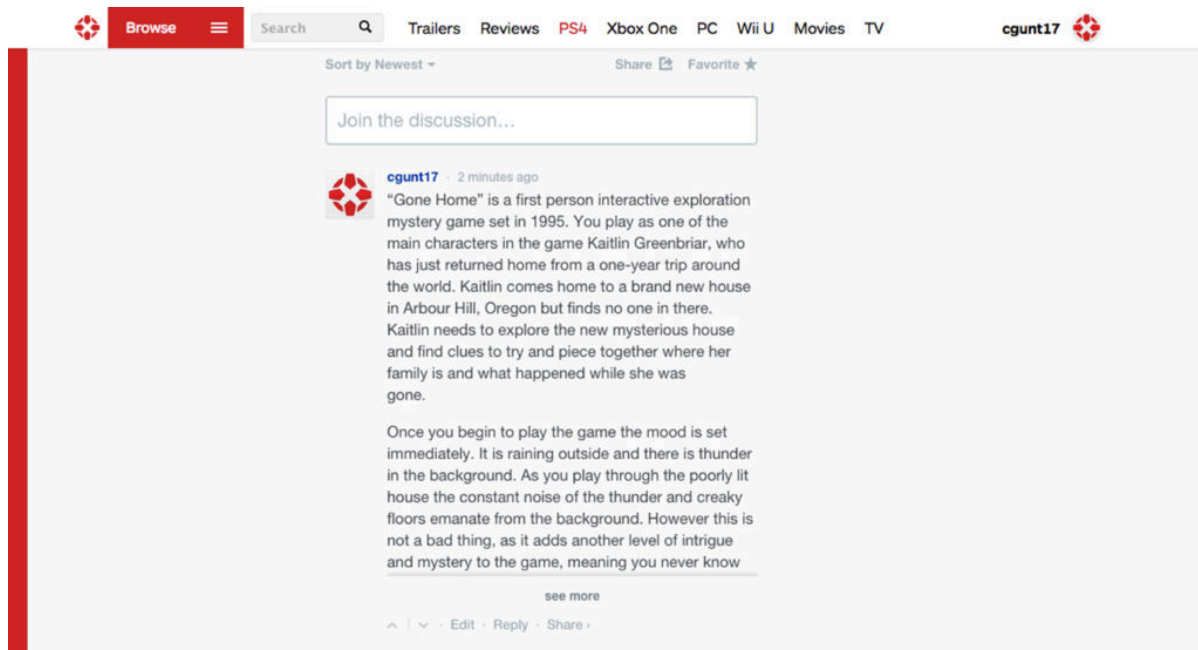 Browse Search Trailers Reviews PS4 Xbox One PC Wii U Movies TV cgunt17
Sort by Newest Share Favorite
Join the discussion...
cgunt17 · 2 minutes ago
“Gone Home” is a first person interactive exploration
mystery game set in 1995. You play as one of the
main characters in the game Kaitlin Greenbriar, who
has just returned home from a one-year trip around
the world. Kaitlin comes home to a brand new house
in Arbour Hill, Oregon but finds no one in there.
Kaitlin needs to explore the new mysterious house
and find clues to try and piece together where her
family is and what happened while she was
gone.
Once you begin to play the game the mood is set
immediately. It is raining outside and there is thunder
in the background. As you play through the poorly lit
house the constant noise of the thunder and creaky
floors emanate from the background. However this is
not a bad thing, as it adds another level of intrigue
and mystery to the game, meaning you never know
see more
· Edit · Reply · Share ›